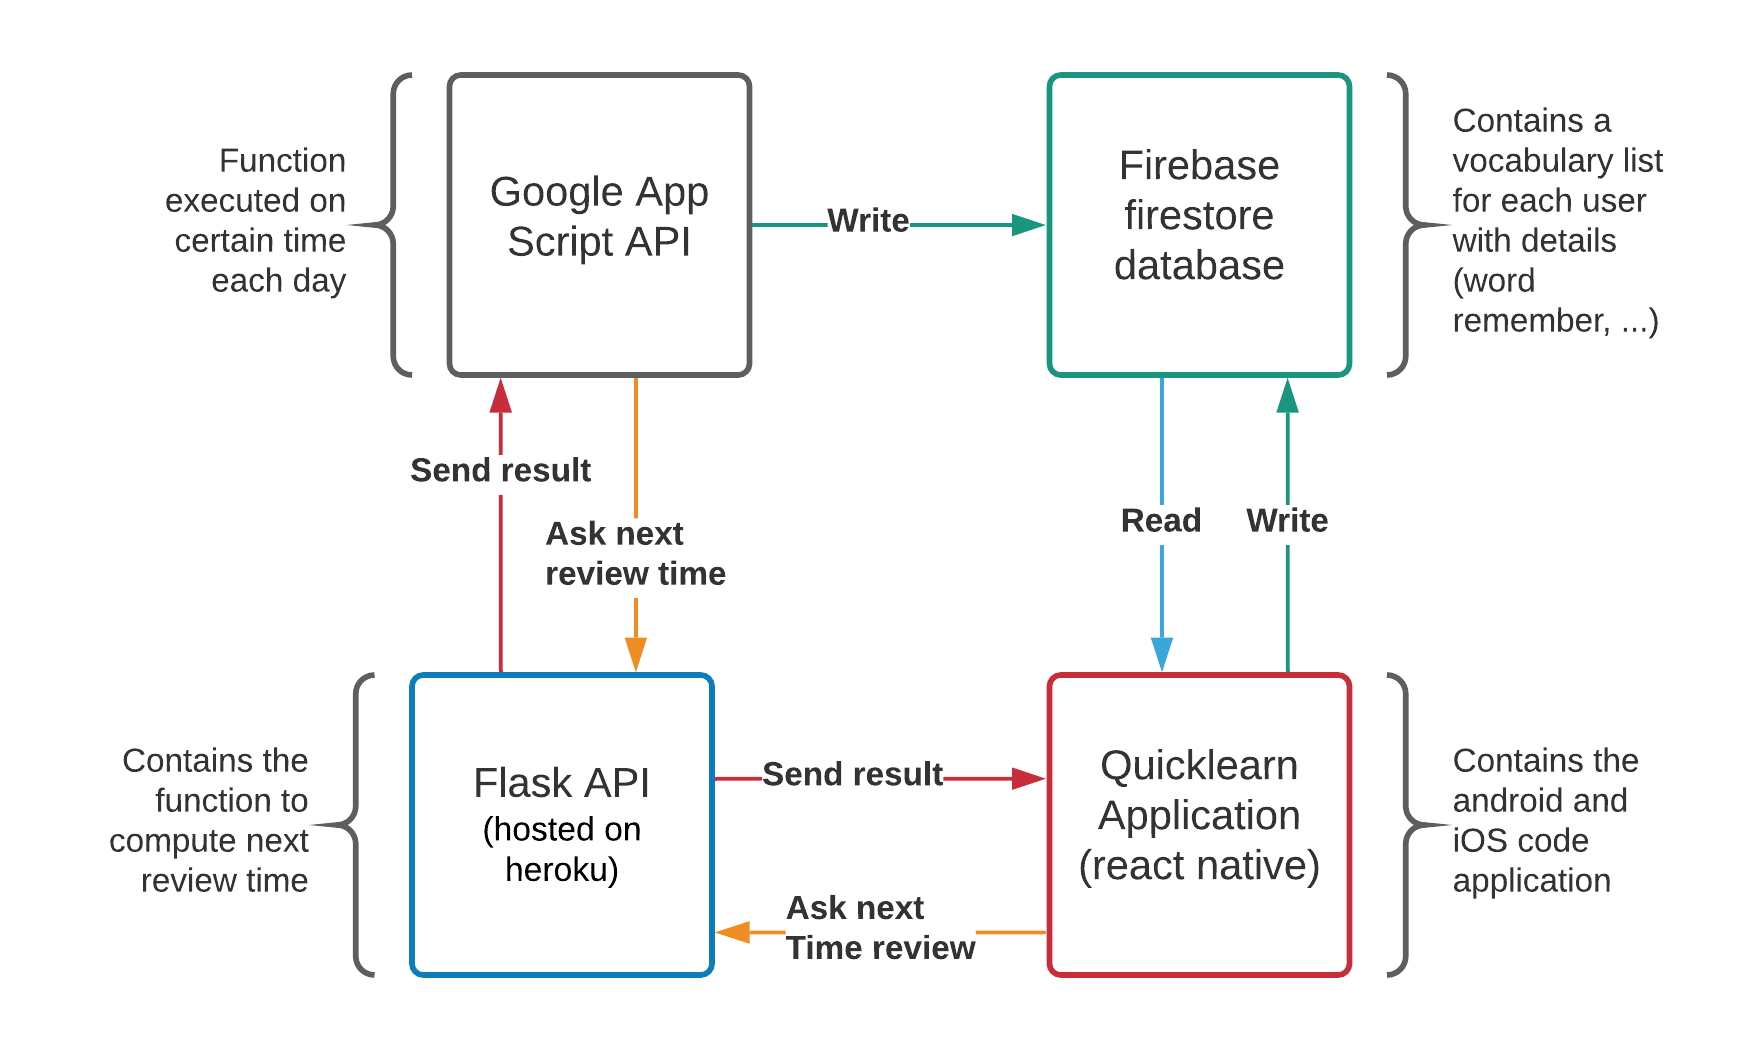 Function
executed on
certain time
each day
Google App
Script API
Write
Firebase
firestore
database
Contains a
vocabulary list
for each user
with details
(word
remember, ...)
Send result
Ask next
review time
Read
Write
Contains the
function to
compute next
review time
Flask API
(hosted on
heroku)
Send result
Ask next
Time review
Quicklearn
Application
(react native)
Contains the
android and
iOS code
application